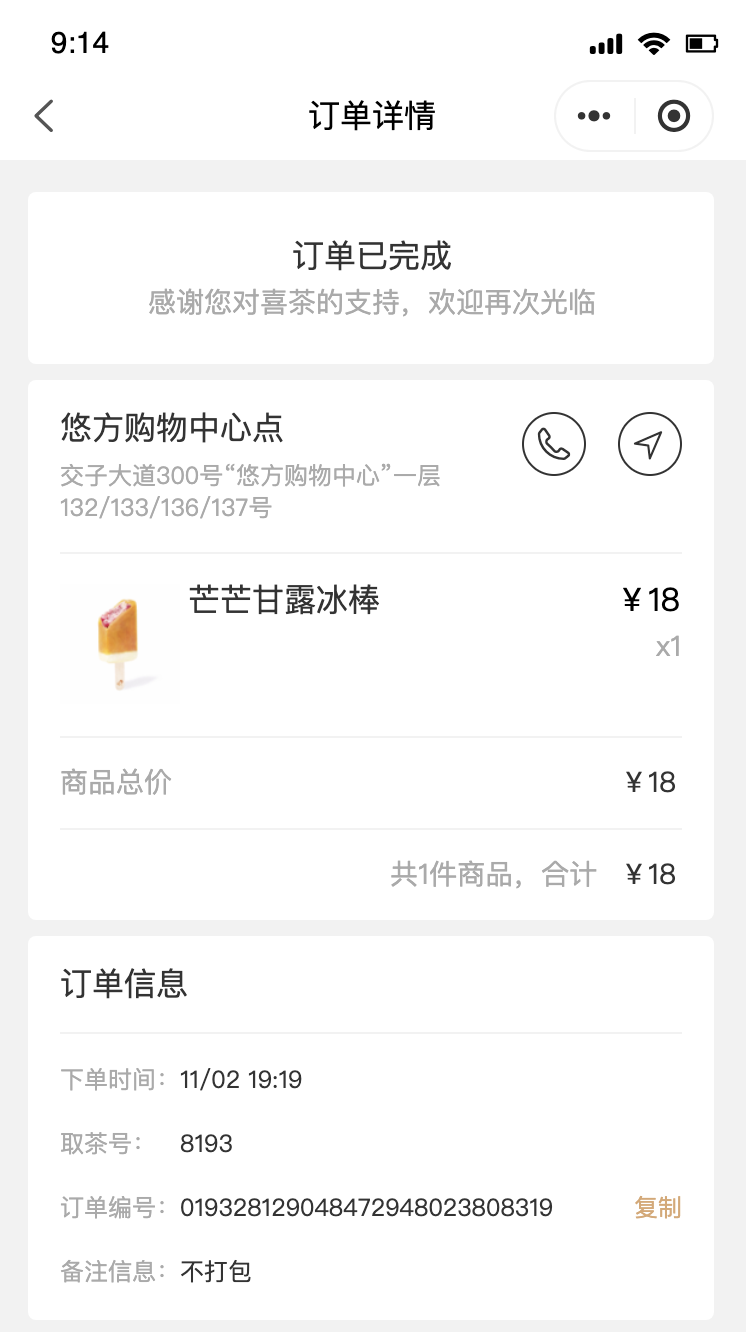 9:14
订单详情
订单已完成
感谢您对喜茶的支持，欢迎再次光临
悠方购物中心点
交子大道300号“悠方购物中心”一层
132/133/136/137号
芒芒甘露冰棒 ¥ 18
x1
商品总价 ¥ 18
共1件商品，合计 ¥ 18
订单信息
下单时间： 11/02 19:19
取茶号： 8193
订单编号： 019328129048472948023808319 复制
备注信息： 不打包